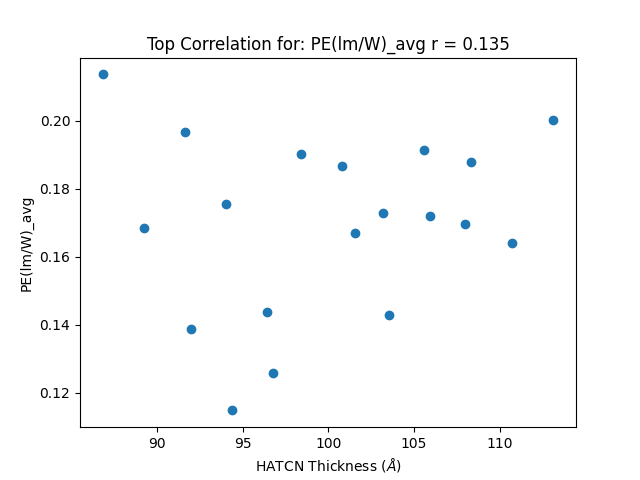 Top Correlation for: PE(lm/W)_avg r = 0.135
PE(lm/W)_avg
0.20
0.18
0.16
0.14
0.12
90 95 100 105 110
HATCN Thickness (Å)